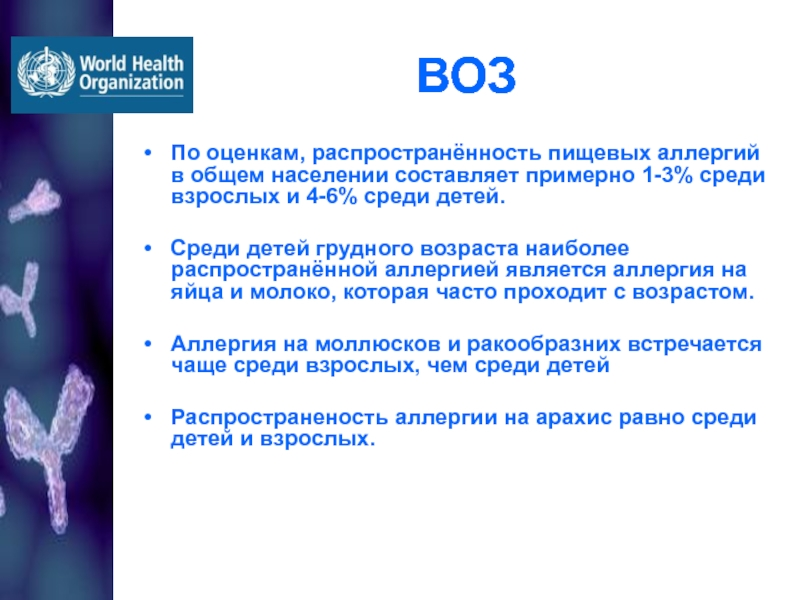 World Health
Organization
ВОЗ
• По оценкам, распространённость пищевых аллергий
в общем населении составляет примерно 1-3% среди
взрослых и 4-6% среди детей.
• Среди детей грудного возраста наиболее
распространённой аллергией является аллергия на
яйца и молоко, которая часто проходит с возрастом.
• Аллергия на моллюсков и ракообразних встречается
чаще среди взрослых, чем среди детей
• Распространеность аллергии на арахис равно среди
детей и взрослых.